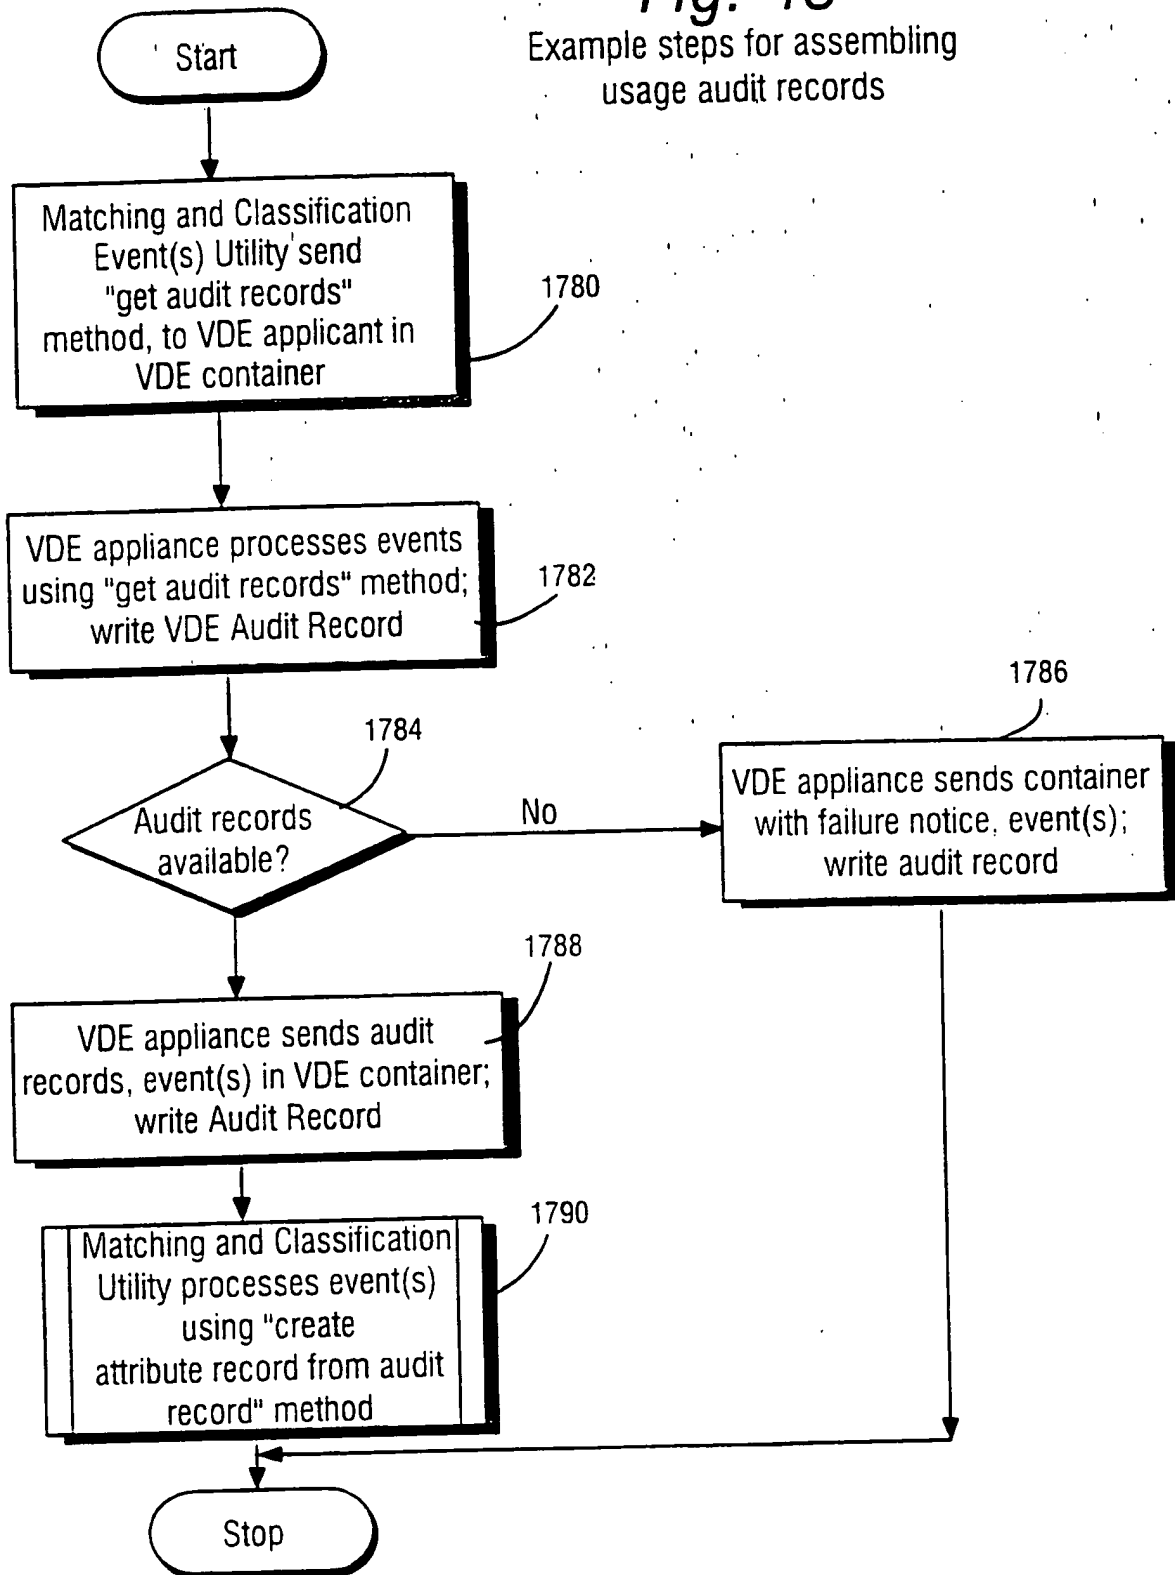 Example steps for assembling
usage audit records
Start
Matching and Classification
Event(s) Utility send
"get audit records"
method, to VDE applicant in
VDE container
1780
VDE appliance processes events
using "get audit records" method;
write VDE Audit Record
1782
1784
Audit records
available?
No
1786
VDE appliance sends container
with failure notice, event(s);
write audit record
1788
VDE appliance sends audit
records, event(s) in VDE container;
write Audit Record
1790
Matching and Classification
Utility processes event(s)
using "create
attribute record from audit
record" method
Stop